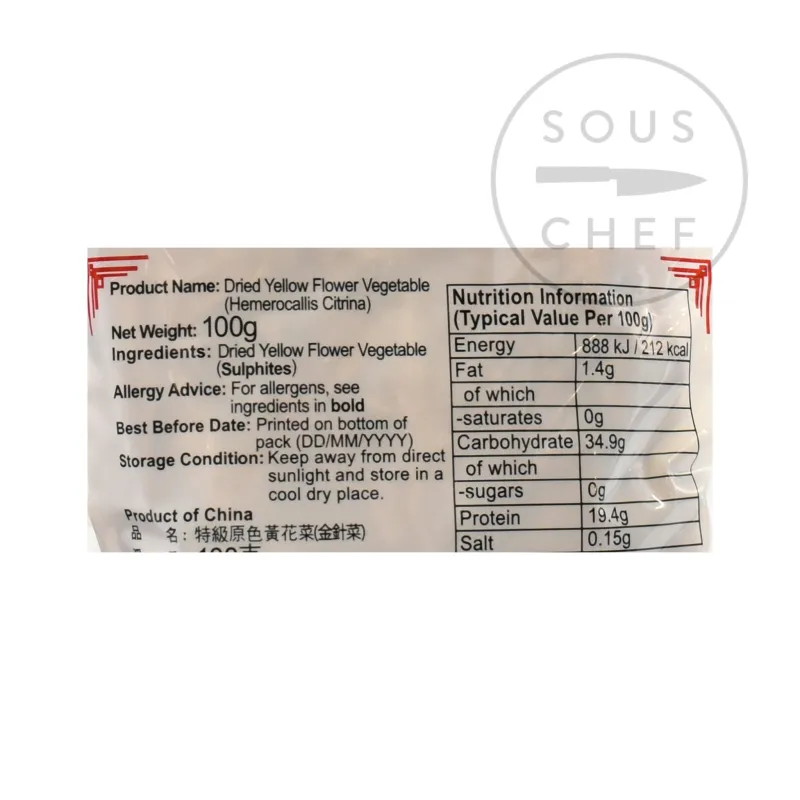 SOUS
CHEF
Product Name: Dried Yellow Flower Vegetable
(Hemerocallis Citrina)
Net Weight: 100g
Ingredients: Dried Yellow Flower Vegetable
(Sulphites)
Allergy Advice: For allergens, see
ingredients in bold
Best Before Date: Printed on bottom of
pack (DD/MM/YYYY)
Storage Condition: Keep away from direct
sunlight and store in a
cool dry place.
Product of China
品 名: 特級原色黃花菜(金針菜)
Nutrition Information
(Typical Value Per 100g)
Energy 888 kJ / 212 kcal
Fat 1.4g
of which
-saturates 0g
Carbohydrate 34.9g
of which
-sugars 0g
Protein 19.4g
Salt 0.15g